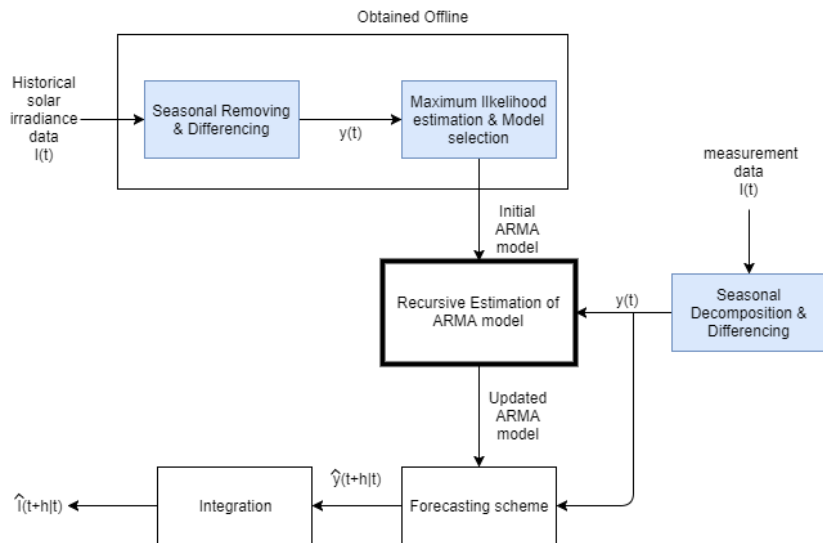 Obtained Offline
Historical
solar
irradiance
data
I(t)
Seasonal Removing
& Differencing
y(t)
Maximum lIkelihood
estimation & Model
selection
measurement
data
I(t)
Initial
ARMA
model
Recursive Estimation of
ARMA model
y(t)
Seasonal
Decomposition &
Differencing
Updated
ARMA
model
Î(t+h|t)
Integration
ŷ(t+h|t)
Forecasting scheme